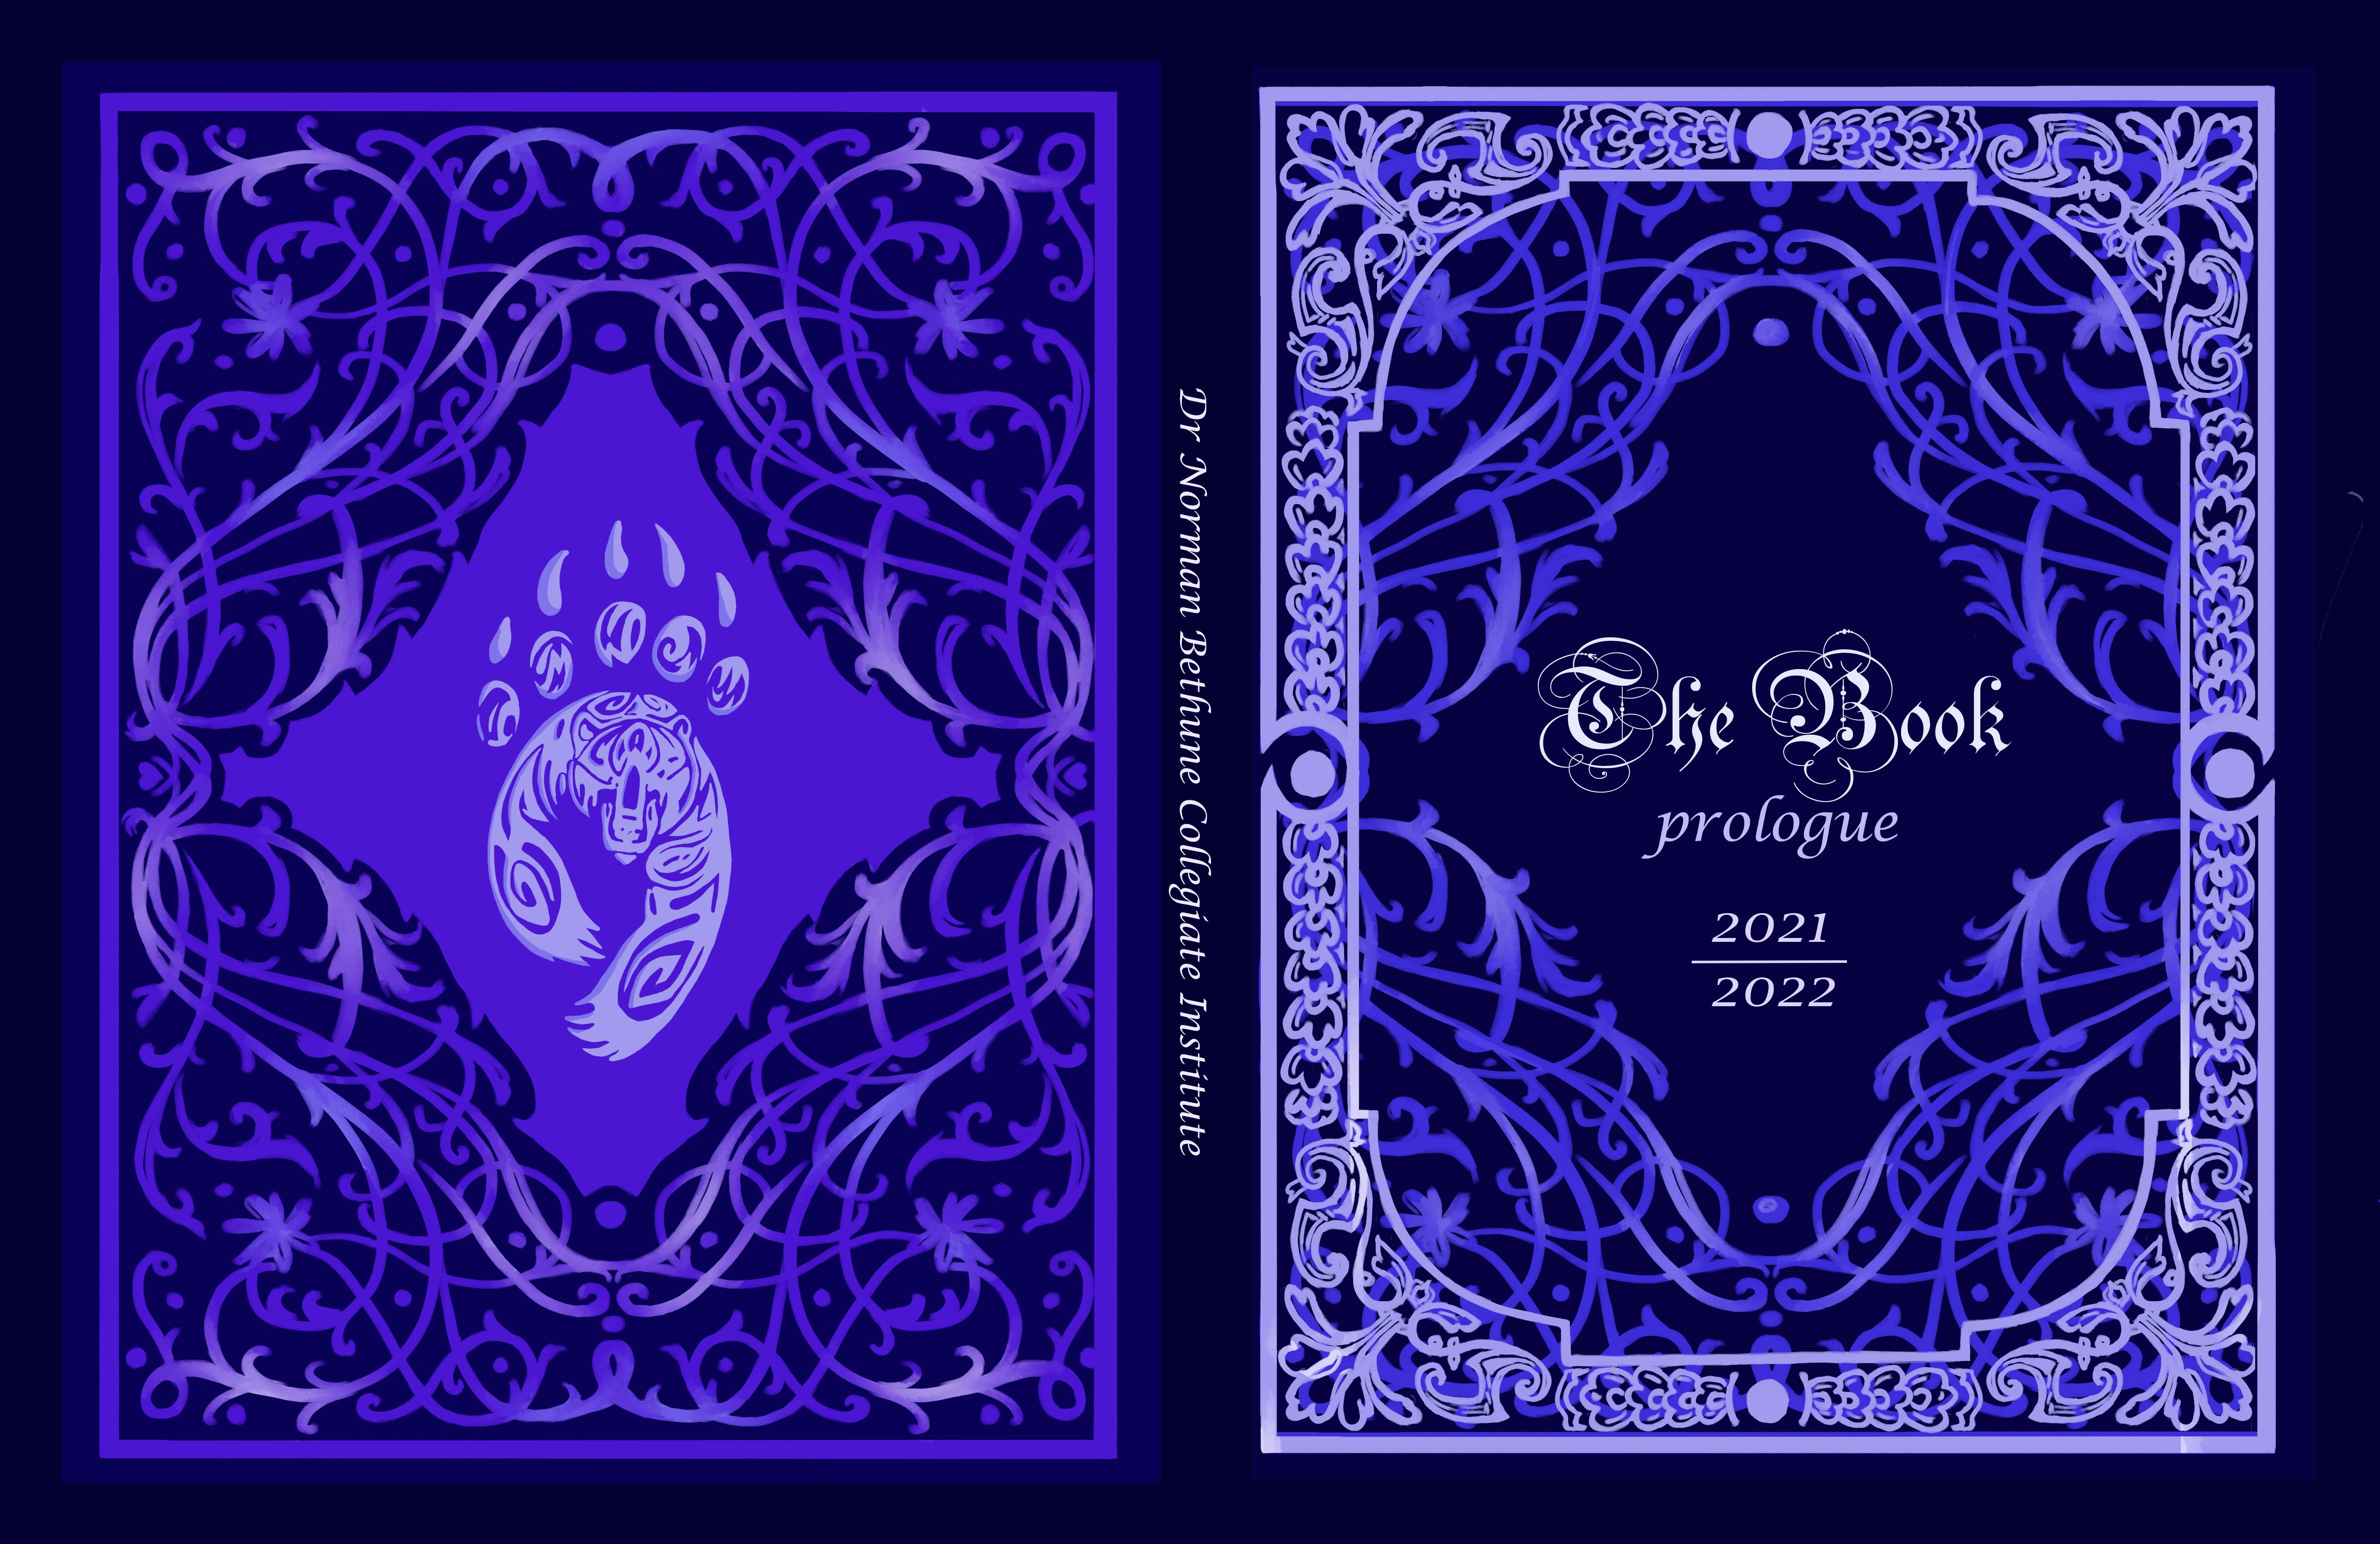 Dr Norman Bethune Collegiate Institute
The Book
prologue
2021
2022